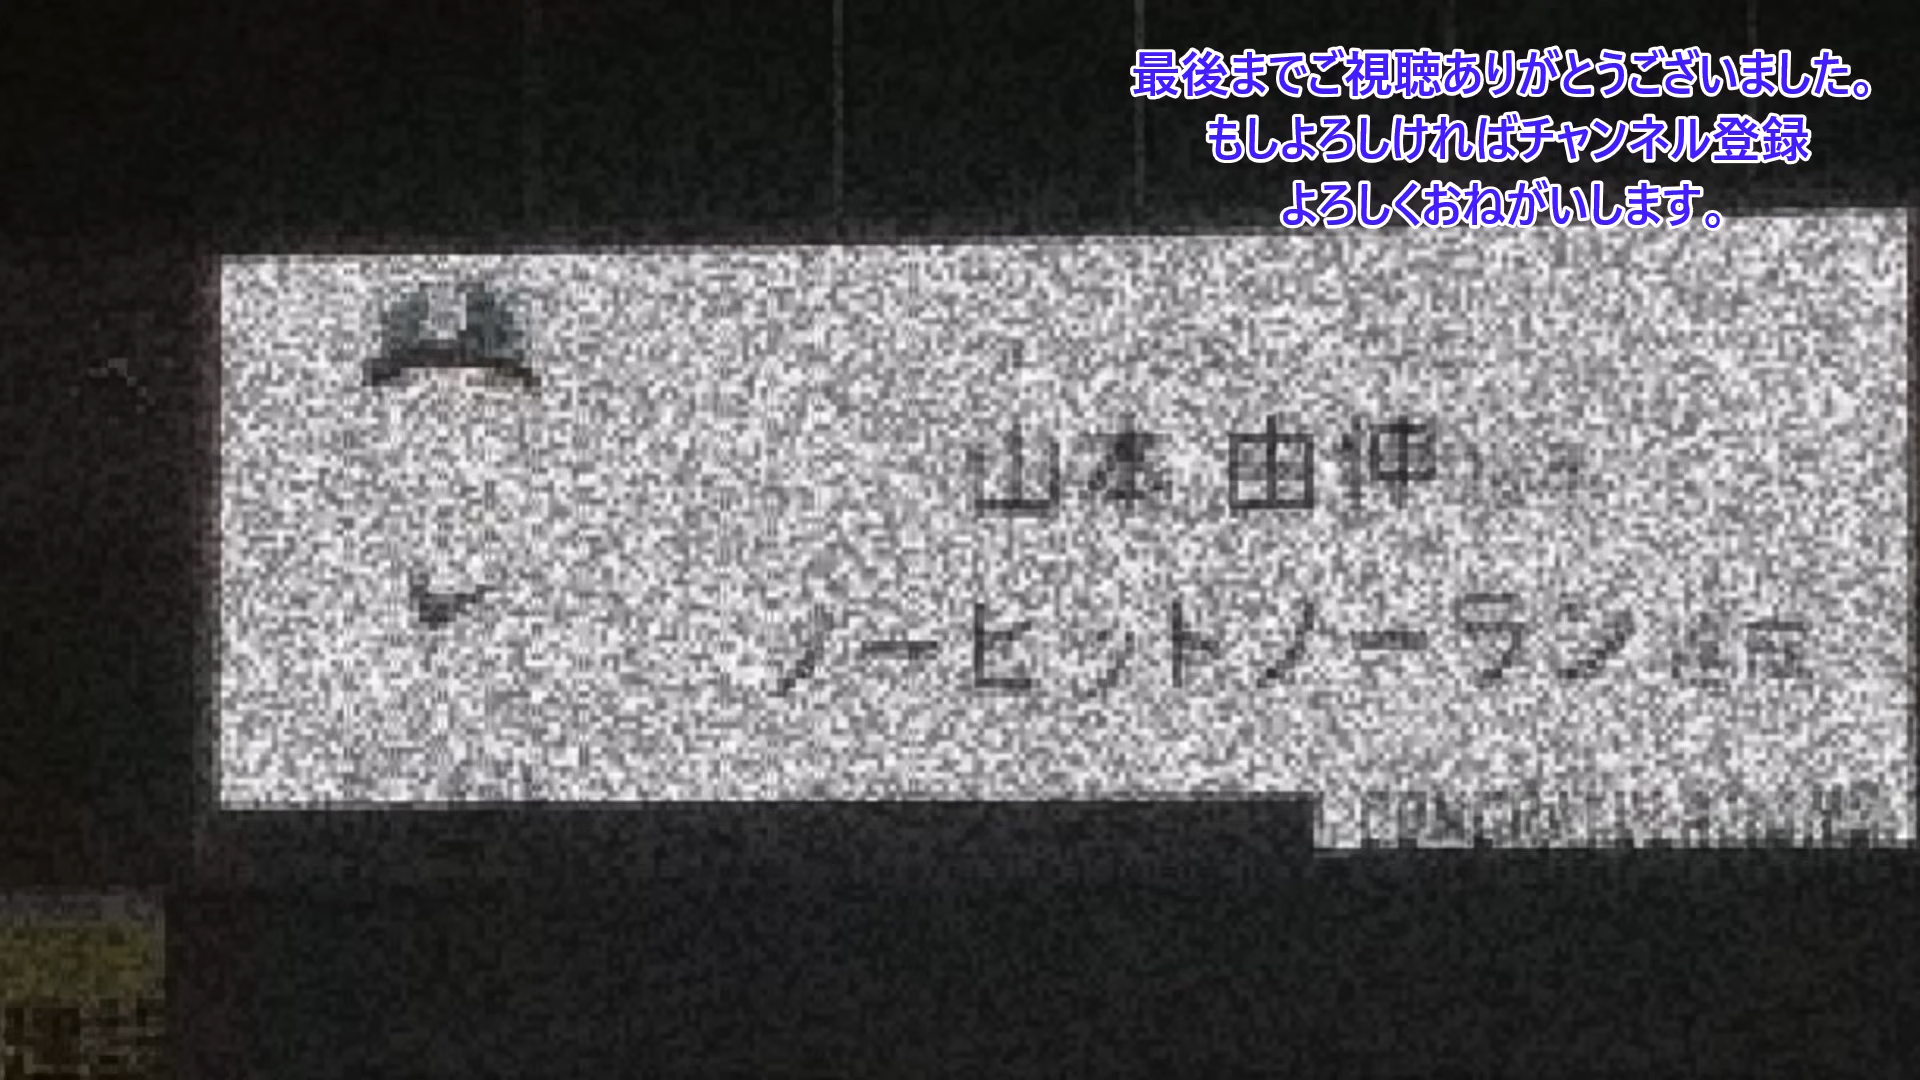 最後までご視聴ありがとうございました。
もしよろしければチャンネル登録
よろしくおねがいします。
山本 由伸
ノーヒットノーラン